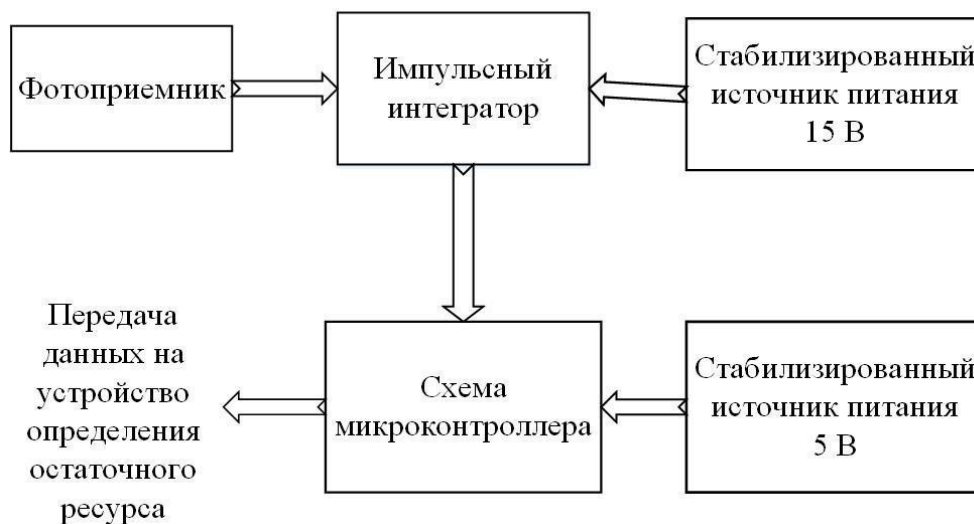 Фотоприемник
Импульсный
интегратор
Стабилизированный
источник питания
15 В
Передача
данных на
устройство
определения
остаточного
ресурса
Схема
микроконтроллера
Стабилизированный
источник питания
5 В